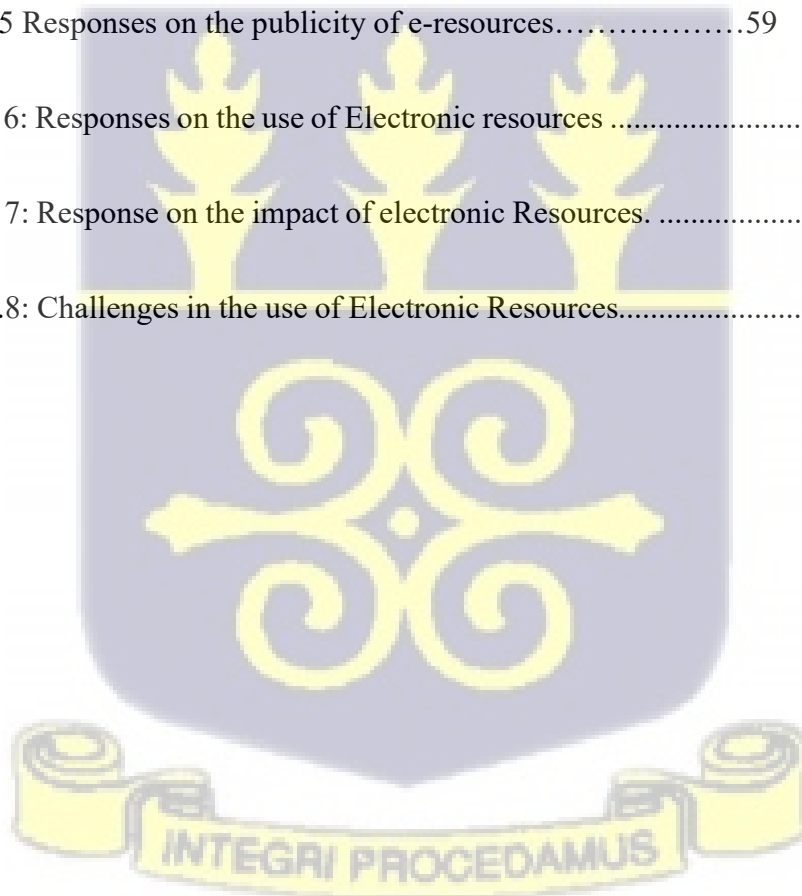 5 Responses on the publicity of e-resources………………59
6: Responses on the use of Electronic resources ........................
7: Response on the impact of electronic Resources. ..................
.8: Challenges in the use of Electronic Resources.......................
INTEGRI PROCEDAMUS